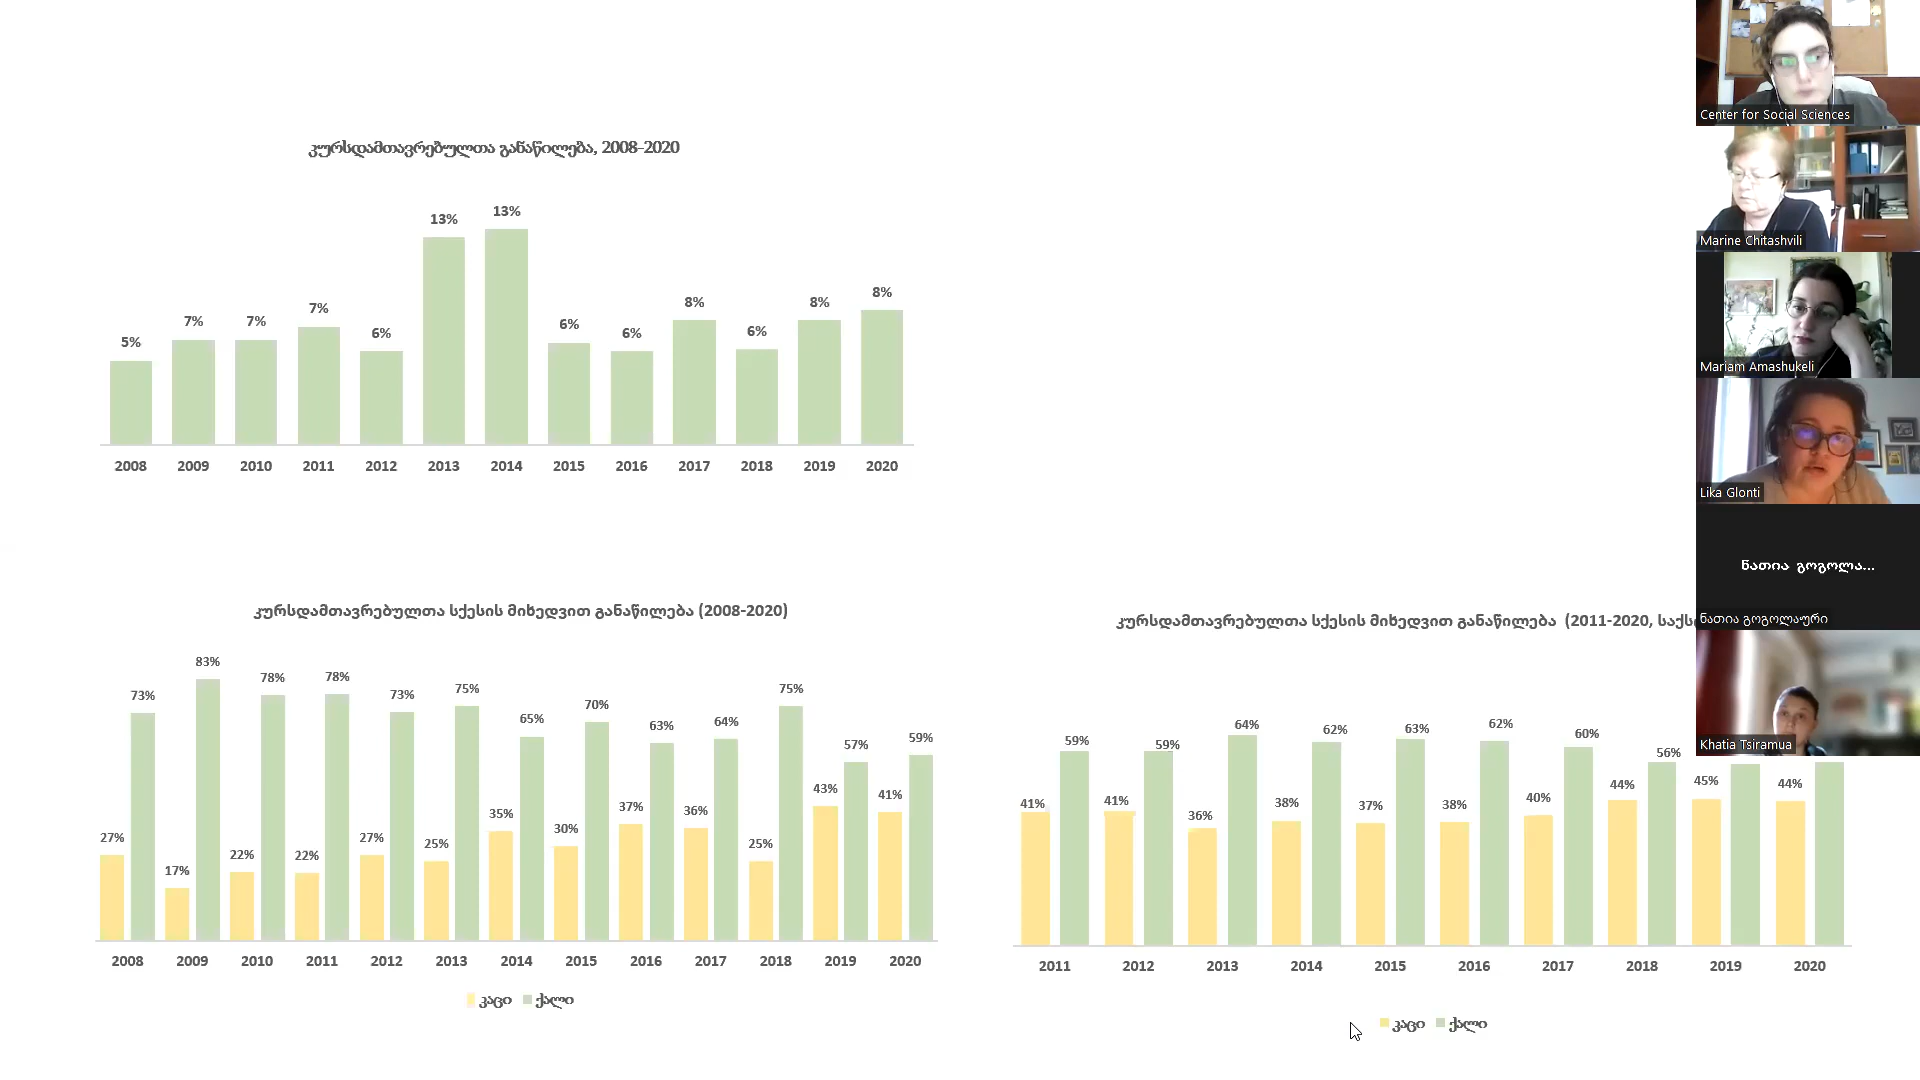 კურსდამთავრებულთა განაწილება, 2008-2020
5% 7% 7% 7% 6% 13% 13% 6% 6% 8% 6% 8% 8%
2008 2009 2010 2011 2012 2013 2014 2015 2016 2017 2018 2019 2020
კურსდამთავრებულთა სქესის მიხედვით განაწილება (2008-2020)
27% 73% 17% 83% 22% 78% 22% 78% 27% 73% 25% 75% 35% 65% 30% 70% 37% 63% 36% 64% 25% 75% 43% 57% 41% 59%
2008 2009 2010 2011 2012 2013 2014 2015 2016 2017 2018 2019 2020
კაცი ქალი
კურსდამთავრებულთა სქესის მიხედვით განაწილება (2011-2020,
41% 59% 41% 59% 36% 64% 38% 62% 37% 63% 38% 62% 40% 60% 44% 56% 45% 44%
2011 2012 2013 2014 2015 2016 2017 2018 2019 2020
კაცი ქალი
Center for Social Sciences
Marine Chitashvili
Mariam Amashukeli
Lika Glonti
ნათია გოგოლა...
ნათია გოგოლაური
Khatia Tsiramua